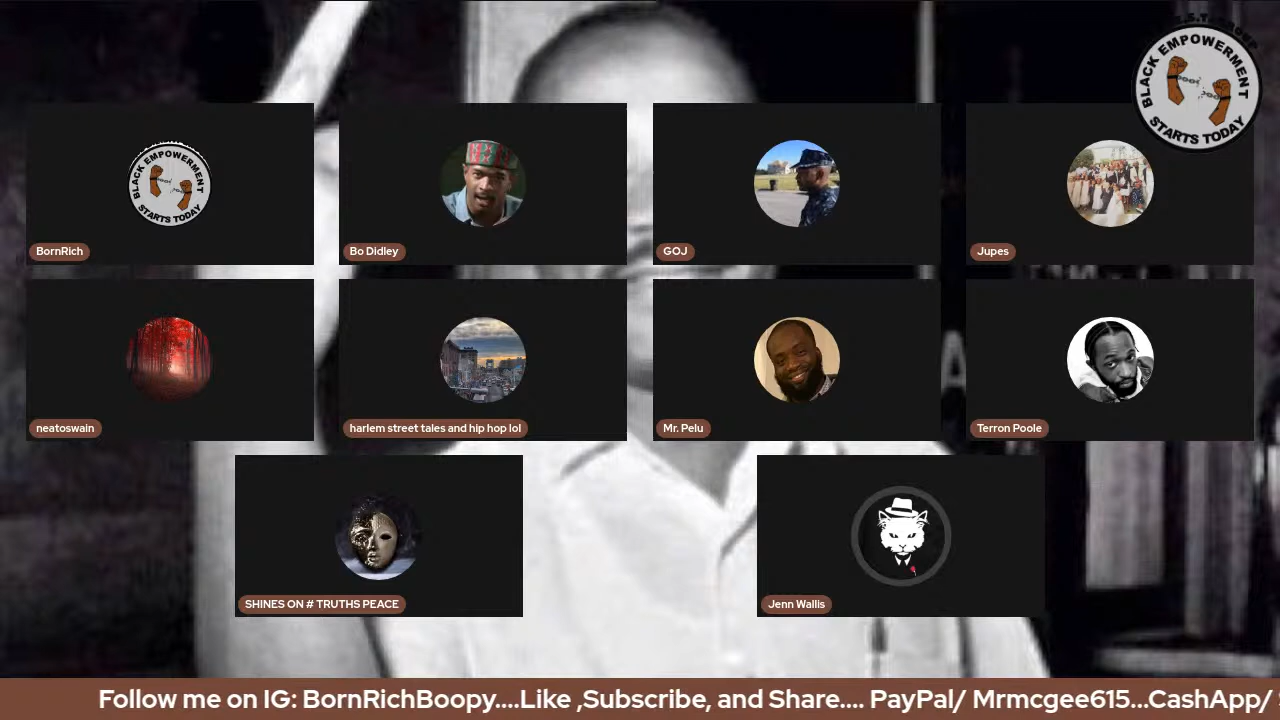 BLACK EMPOWERMENT
STARTS TODAY
BLACK EMPOWERMENT
STARTS TODAY
BornRich
Bo Didley
GOJ
Jupes
neatoswain
harlem street tales and hip hop lol
Mr. Pelu
Terron Poole
SHINES ON # TRUTHS PEACE
Jenn Wallis
Follow me on IG: BornRichBoopy....Like ,Subscribe, and Share.... PayPal/ Mrmcgee615...CashApp/